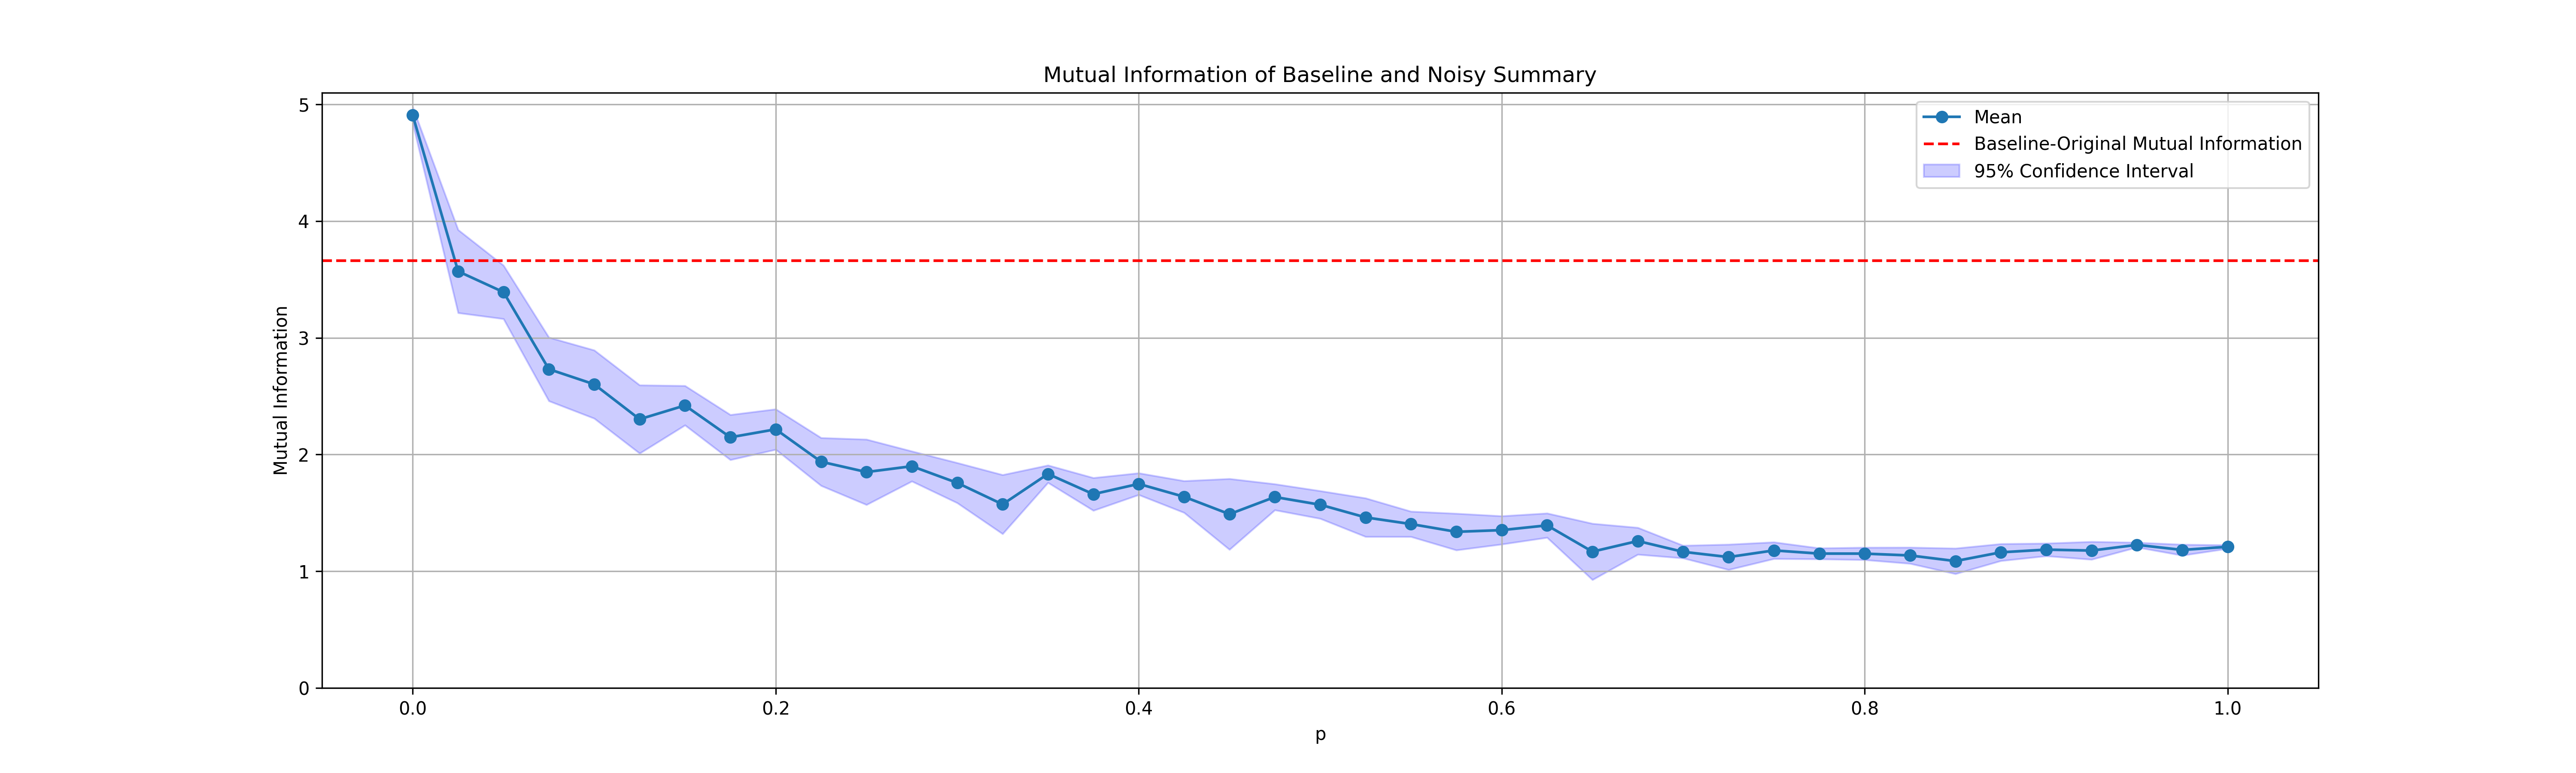 Mutual Information of Baseline and Noisy Summary
Mean
Baseline-Original Mutual Information
95% Confidence Interval
Mutual Information
5
4
3
2
1
0
0.0 0.2 0.4 0.6 0.8 1.0
p